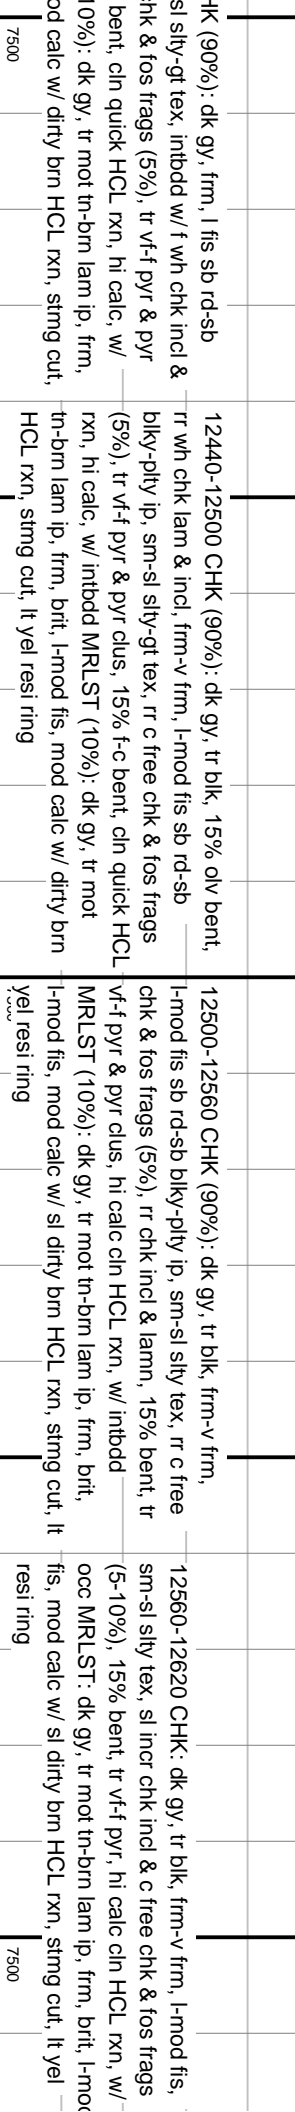 HK (90%): dk gy, frm, l fis sb rd-sb
sl slty-gt tex, intbdd w/ f wh chk incl &
hk & fos frags (5%), tr vf-f pyr & pyr
bent, cln quick HCL rxn, hi calc, w/
10%): dk gy, tr mot tn-brn lam ip, frm,
od calc w/ dirty brn HCL rxn, stmg cut,
7500
12440-12500 CHK (90%): dk gy, tr blk, 15% olv bent,
rr wh chk lam & incl, frm-v frm, l-mod fis sb rd-sb
blky-plty ip, sm-sl slty-gt tex, rr c free chk & fos frags
(5%), tr vf-f pyr & pyr clus, 15% f-c bent, cln quick HCL
rxn, hi calc, w/ intbdd MRLST (10%): dk gy, tr mot
tn-brn lam ip, frm, brit, l-mod fis, mod calc w/ dirty brn
HCL rxn, stmg cut, lt yel resi ring
12500-12560 CHK (90%): dk gy, tr blk, frm-v frm,
l-mod fis sb rd-sb blky-plty ip, sm-sl slty tex, rr c free
chk & fos frags (5%), rr chk incl & lamn, 15% bent, tr
vf-f pyr & pyr clus, hi calc cln HCL rxn, w/ intbdd
MRLST (10%): dk gy, tr mot tn-brn lam ip, frm, brit,
l-mod fis, mod calc w/ sl dirty brn HCL rxn, stmg cut, lt
yel resi ring
12560-12620 CHK: dk gy, tr blk, frm-v frm, l-mod fis,
sm-sl slty tex, sl incr chk incl & c free chk & fos frags
(5-10%), 15% bent, tr vf-f pyr, hi calc cln HCL rxn, w/
occ MRLST: dk gy, tr mot tn-brn lam ip, frm, brit, l-mod
fis, mod calc w/ sl dirty brn HCL rxn, stmg cut, lt yel
resi ring
7500